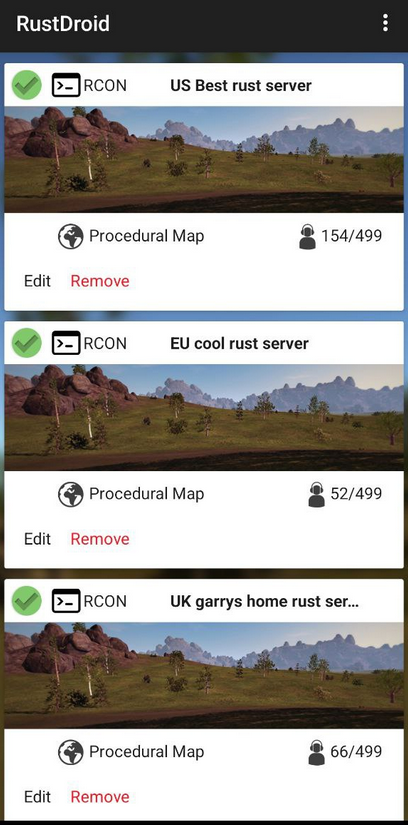 RustDroid
RCON US Best rust server
Procedural Map 154/499
Edit Remove
RCON EU cool rust server
Procedural Map 52/499
Edit Remove
RCON UK garrys home rust ser...
Procedural Map 66/499
Edit Remove